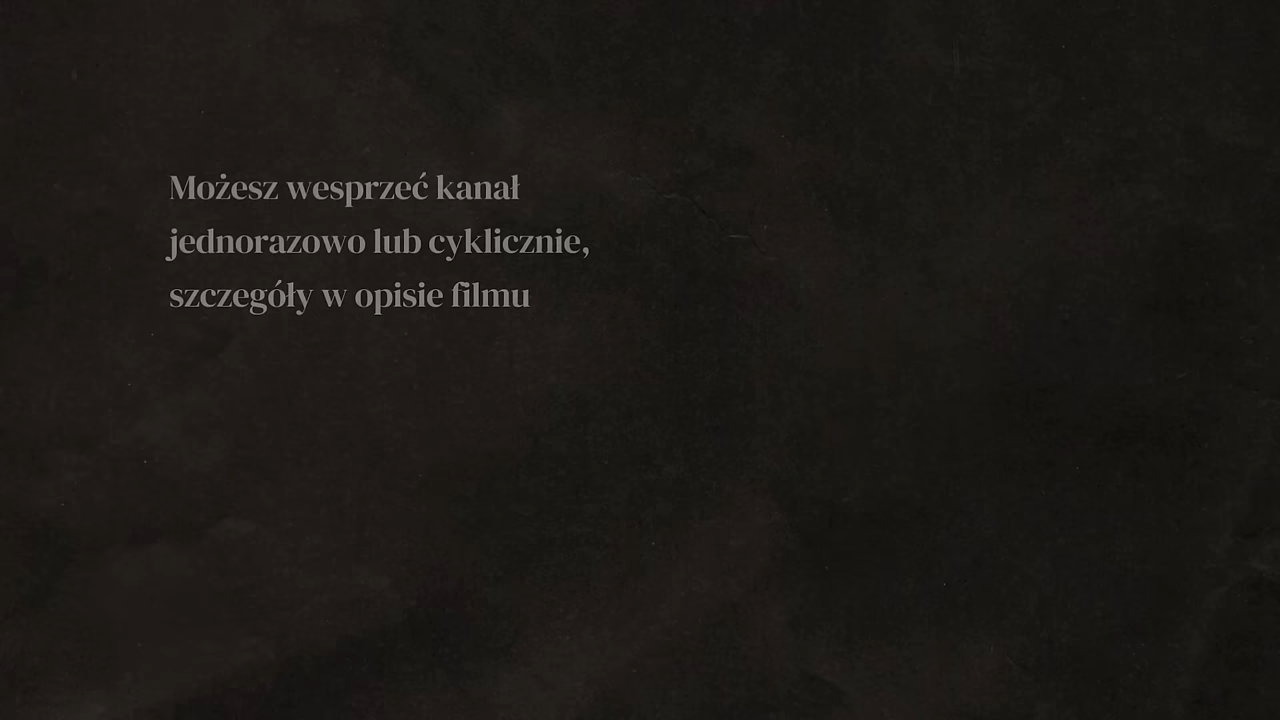 Możesz wesprzeć kanał
jednorazowo lub cyklicznie,
szczegóły w opisie filmu